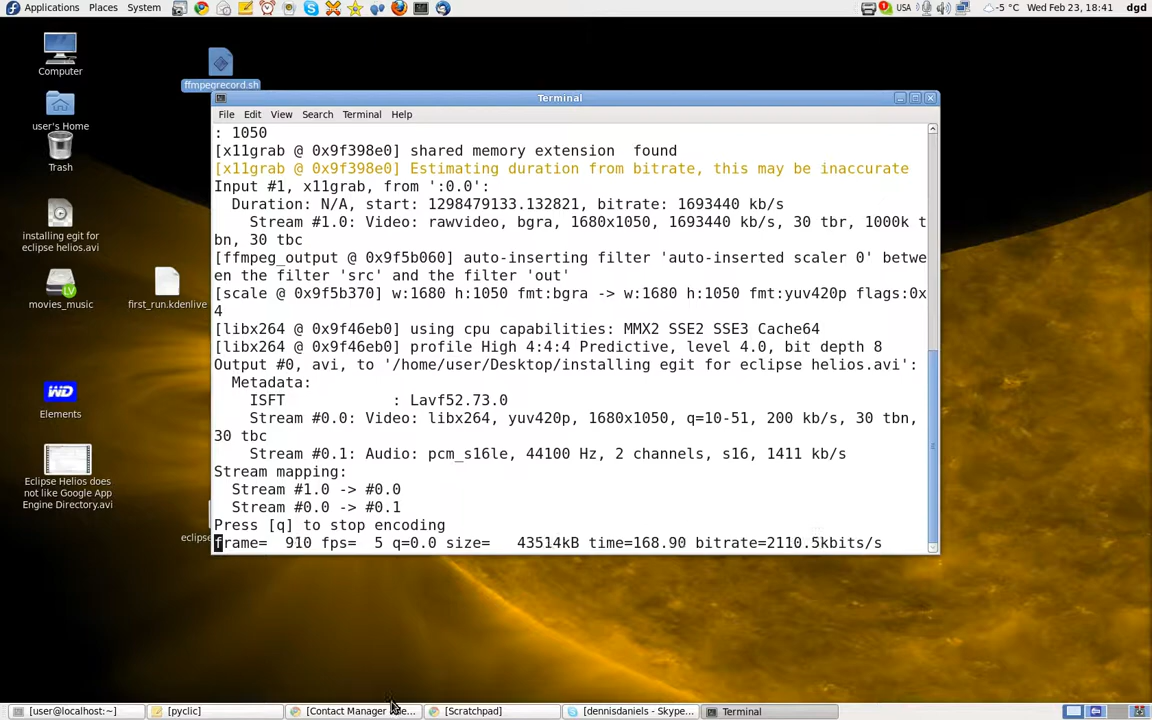 Applications Places System
USA
-5 °C Wed Feb 23, 18:41 dgd
Computer
ffmpegrecord.sh
user's Home
Trash
installing egit for
eclipse helios.avi
movies_music
first_run.kdenlive
WD
Elements
Eclipse Helios does
not like Google App
Engine Directory.avi
eclipse
Terminal
File Edit View Search Terminal Help
: 1050
[x11grab @ 0x9f398e0] shared memory extension  found
[x11grab @ 0x9f398e0] Estimating duration from bitrate, this may be inaccurate
Input #1, x11grab, from ':0.0':
  Duration: N/A, start: 1298479133.132821, bitrate: 1693440 kb/s
    Stream #1.0: Video: rawvideo, bgra, 1680x1050, 1693440 kb/s, 30 tbr, 1000k t
bn, 30 tbc
[ffmpeg_output @ 0x9f5b060] auto-inserting filter 'auto-inserted scaler 0' betwe
en the filter 'src' and the filter 'out'
[scale @ 0x9f5b370] w:1680 h:1050 fmt:bgra -> w:1680 h:1050 fmt:yuv420p flags:0x
4
[libx264 @ 0x9f46eb0] using cpu capabilities: MMX2 SSE2 SSE3 Cache64
[libx264 @ 0x9f46eb0] profile High 4:4:4 Predictive, level 4.0, bit depth 8
Output #0, avi, to '/home/user/Desktop/installing egit for eclipse helios.avi':
  Metadata:
    ISFT            : Lavf52.73.0
    Stream #0.0: Video: libx264, yuv420p, 1680x1050, q=10-51, 200 kb/s, 30 tbn,
30 tbc
    Stream #0.1: Audio: pcm_s16le, 44100 Hz, 2 channels, s16, 1411 kb/s
Stream mapping:
  Stream #1.0 -> #0.0
  Stream #0.0 -> #0.1
Press [q] to stop encoding
frame=  910 fps=  5 q=0.0 size=   43514kB time=168.90 bitrate=2110.5kbits/s
[user@localhost:~]
[pyclic]
[Contact Manager
[Scratchpad]
[dennisdaniels - Skype...
Terminal